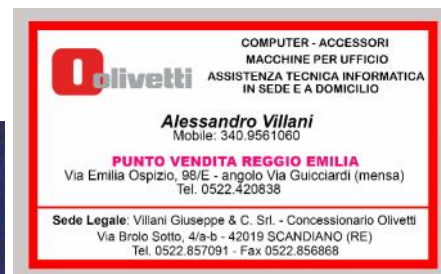 COMPUTER - ACCESSORI
MACCHINE PER UFFICIO
olivetti
ASSISTENZA TECNICA INFORMATICA
IN SEDE E A DOMICILIO
Alessandro Villani
Mobile: 340.9561060
PUNTO VENDITA REGGIO EMILIA
Via Emilia Ospizio, 98/E - angolo Via Guicciardi (mensa)
Tel. 0522.420838
Sede Legale: Villani Giuseppe & C. Srl. - Concessionario Olivetti
Via Brolo Sotto, 4/a-b - 42019 SCANDIANO (RE)
Tel. 0522.857091 - Fax 0522.856868